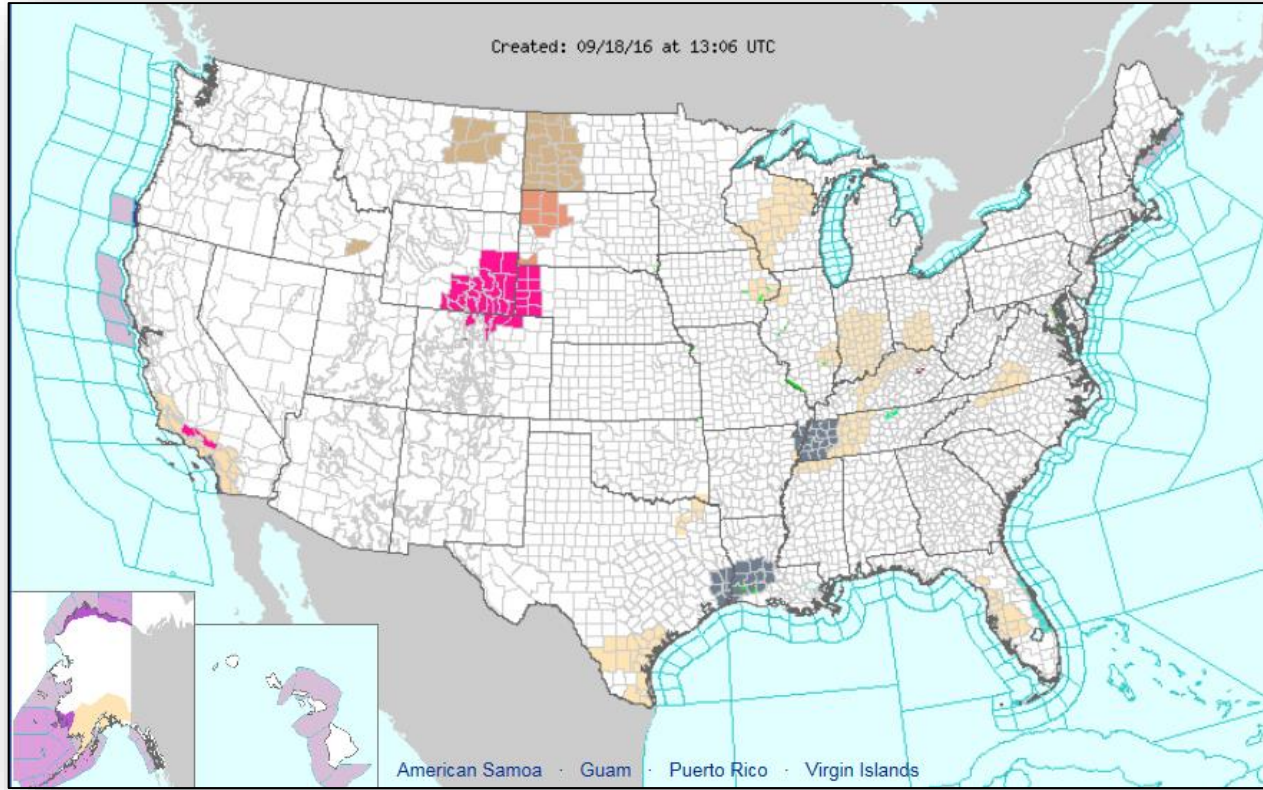 Created: 09/18/16 at 13:06 UTC
American Samoa · Guam · Puerto Rico · Virgin Islands